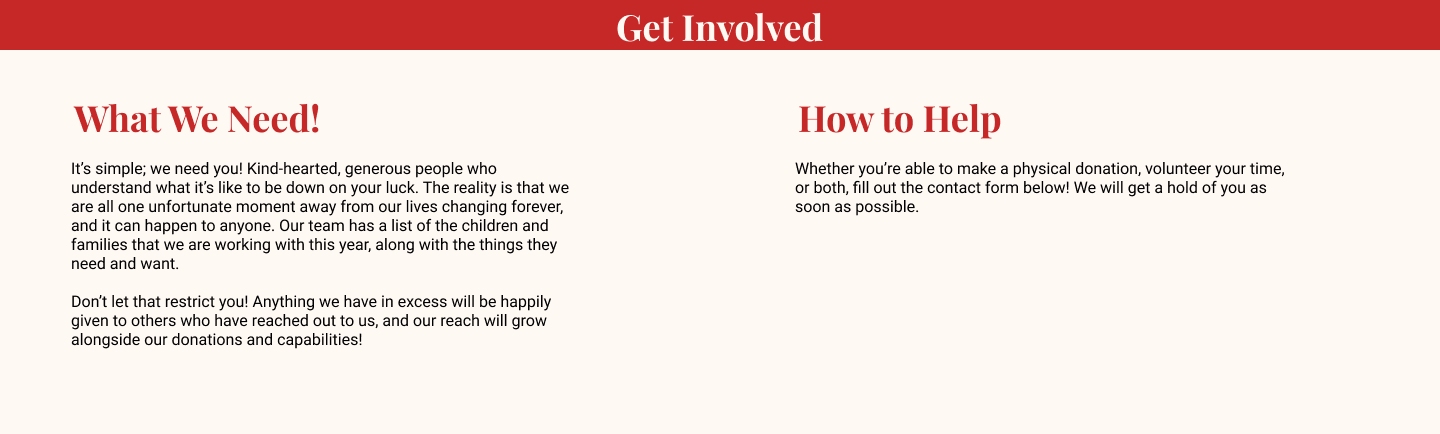 Get Involved
What We Need!
It’s simple; we need you! Kind-hearted, generous people who
understand what it’s like to be down on your luck. The reality is that we
are all one unfortunate moment away from our lives changing forever,
and it can happen to anyone. Our team has a list of the children and
families that we are working with this year, along with the things they
need and want.
Don’t let that restrict you! Anything we have in excess will be happily
given to others who have reached out to us, and our reach will grow
alongside our donations and capabilities!
How to Help
Whether you’re able to make a physical donation, volunteer your time,
or both, fill out the contact form below! We will get a hold of you as
soon as possible.